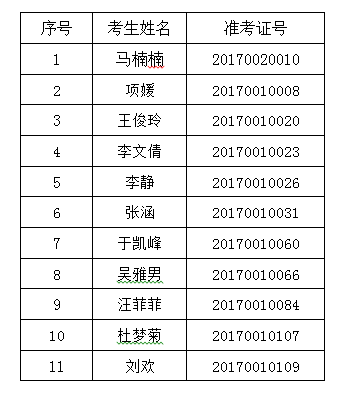 序号 考生姓名 准考证号
1 马楠楠 20170020010
2 项媛 20170010008
3 王俊玲 20170010020
4 李文倩 20170010023
5 李静 20170010026
6 张涵 20170010031
7 于凯峰 20170010060
8 吴雅男 20170010066
9 汪菲菲 20170010084
10 杜梦菊 20170010107
11 刘欢 20170010109